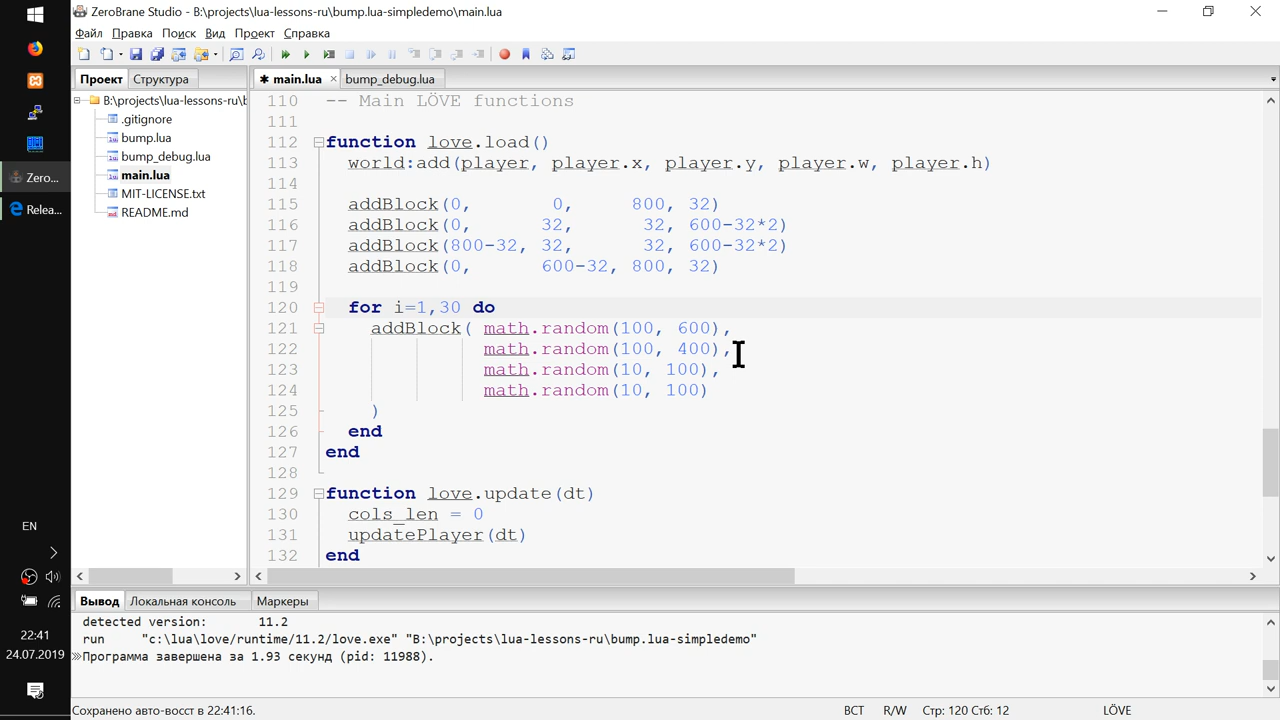 ZeroBrane Studio - B:\projects\lua-lessons-ru\bump.lua-simpledemo\main.lua
Файл Правка Поиск Вид Проект Справка
Проект Структура
main.lua bump_debug.lua
B:\projects\lua-lessons-ru\b
.gitignore
bump.lua
bump_debug.lua
main.lua
MIT-LICENSE.txt
README.md
Zero...
Relea...
EN
22:41
24.07.2019
110 -- Main LÖVE functions
111
112 function love.load()
113 world:add(player, player.x, player.y, player.w, player.h)
114
115 addBlock(0, 0, 800, 32)
116 addBlock(0, 32, 32, 600-32*2)
117 addBlock(800-32, 32, 32, 600-32*2)
118 addBlock(0, 600-32, 800, 32)
119
120 for i=1,30 do
121 addBlock( math.random(100, 600),
122 math.random(100, 400),
123 math.random(10, 100),
124 math.random(10, 100)
125 )
126 end
127 end
128
129 function love.update(dt)
130 cols_len = 0
131 updatePlayer(dt)
132 end
Вывод Локальная консоль Маркеры
detected version: 11.2
run "c:\lua\love/runtime/11.2/love.exe" "B:\projects\lua-lessons-ru\bump.lua-simpledemo"
Программа завершена за 1.93 секунд (pid: 11988).
Сохранено авто-восст в 22:41:16. ВСТ R/W Стр: 120 Стб: 12 LÖVE